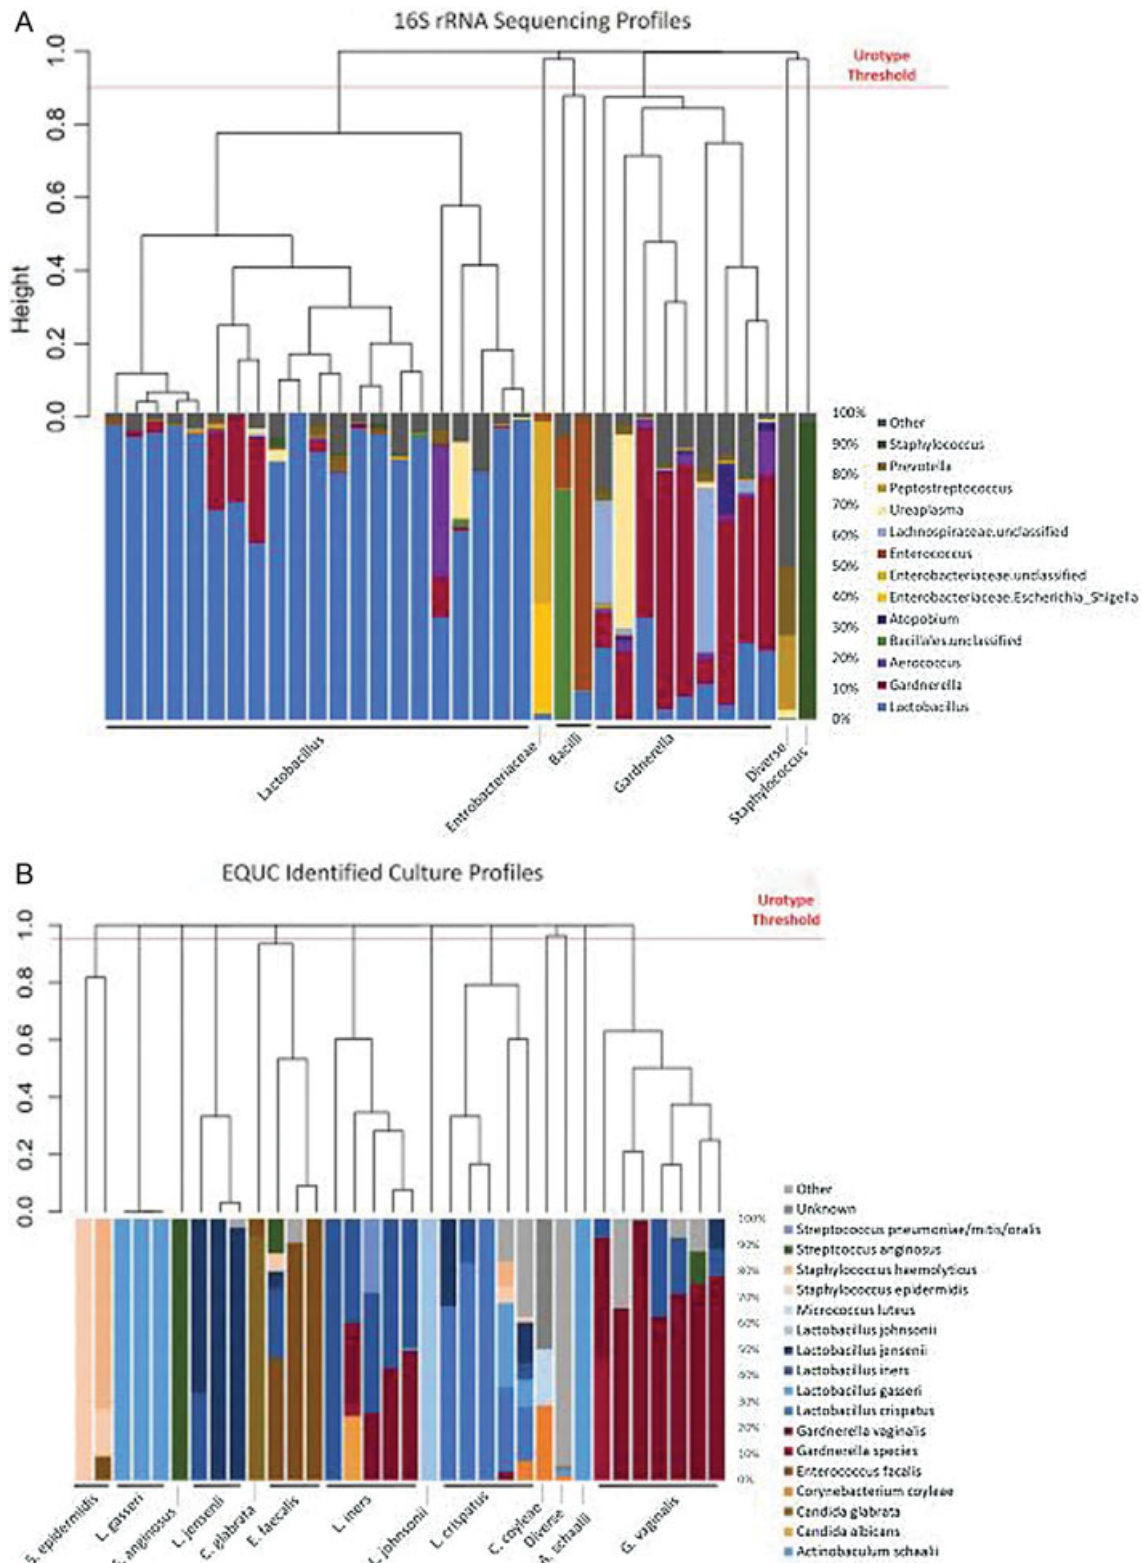 A
16S rRNA Sequencing Profiles
Urotype
Threshold
Height
1.0
0.8
0.6
0.4
0.2
0.0
100%
90%
80%
70%
60%
50%
40%
30%
20%
10%
0%
Other
Staphylococcus
Prevotella
Peptostreptococcus
Ureaplasma
Lachnospiraceae.unclassified
Enterococcus
Enterobacteriaceae.unclassified
Enterobacteriaceae.Escherichia_Shigella
Atopobium
Bacillales.unclassified
Aerococcus
Gardnerella
Lactobacillus
Lactobacillus
Entrobacteriaceae
Bacilli
Gardnerella
Diverse
Staphylococcus
B
EQUC Identified Culture Profiles
Urotype
Threshold
1.0
0.8
0.6
0.4
0.2
0.0
100%
90%
80%
70%
60%
50%
40%
30%
20%
10%
0%
Other
Unknown
Streptococcus pneumoniae/mitis/oralis
Streptcoccus anginosus
Staphylococcus haemolyticus
Staphylococcus epidermidis
Micrococcus luteus
Lactobacillus johnsonii
Lactobacillus jensenii
Lactobacillus iners
Lactobacillus gasseri
Lactobacillus crispatus
Gardnerella vaginalis
Gardnerella species
Enterococcus facalis
Corynebacterium coyleae
Candida glabrata
Candida albicans
Actinobaculum schaalii
S. epidermidis
L. gasseri
S. anginosus
L. jensenii
C. glabrata
E. faecalis
L. iners
L. johnsonii
L. crispatus
C. coyleae
Diverse
A. schaalii
G. vaginalis